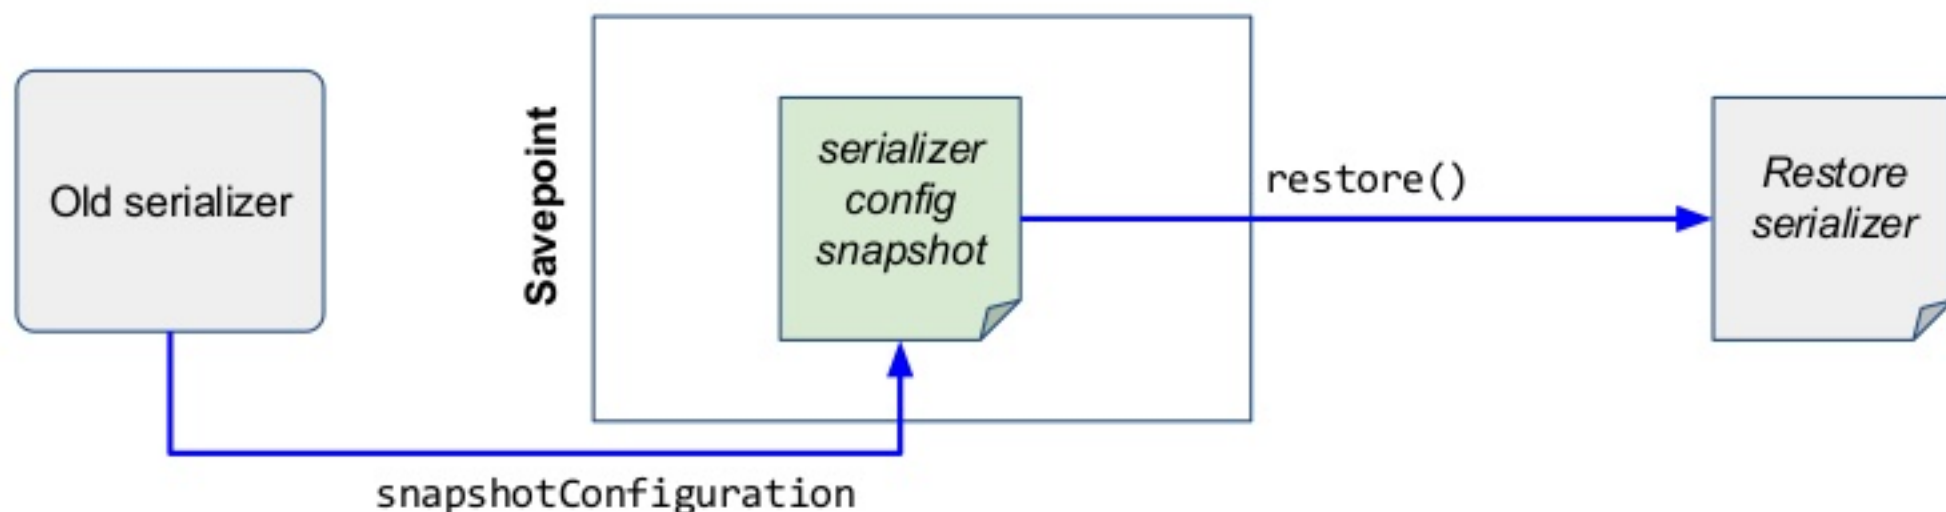 Old serializer
Savepoint
serializer
config
snapshot
restore()
Restore
serializer
snapshotConfiguration